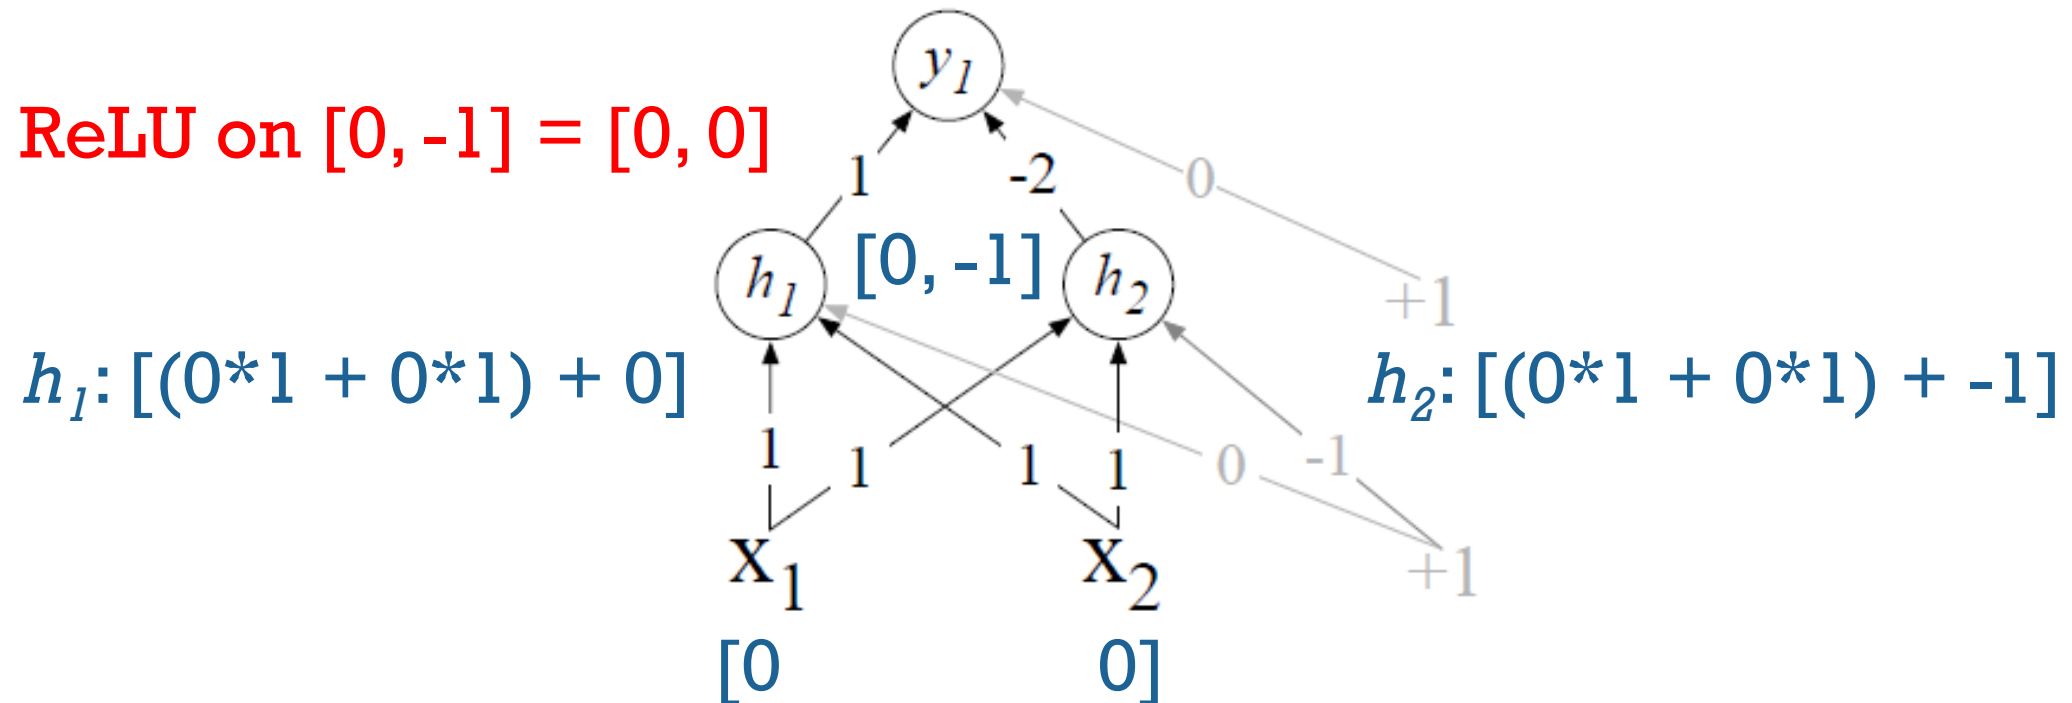 y1
ReLU on [0, -1] = [0, 0]
1 -2 0
h1 [0, -1] h2
+1
h1: [(0*1 + 0*1) + 0] h2: [(0*1 + 0*1) + -1]
1 1 1 1 0 -1
x1 x2 +1
[0 0]